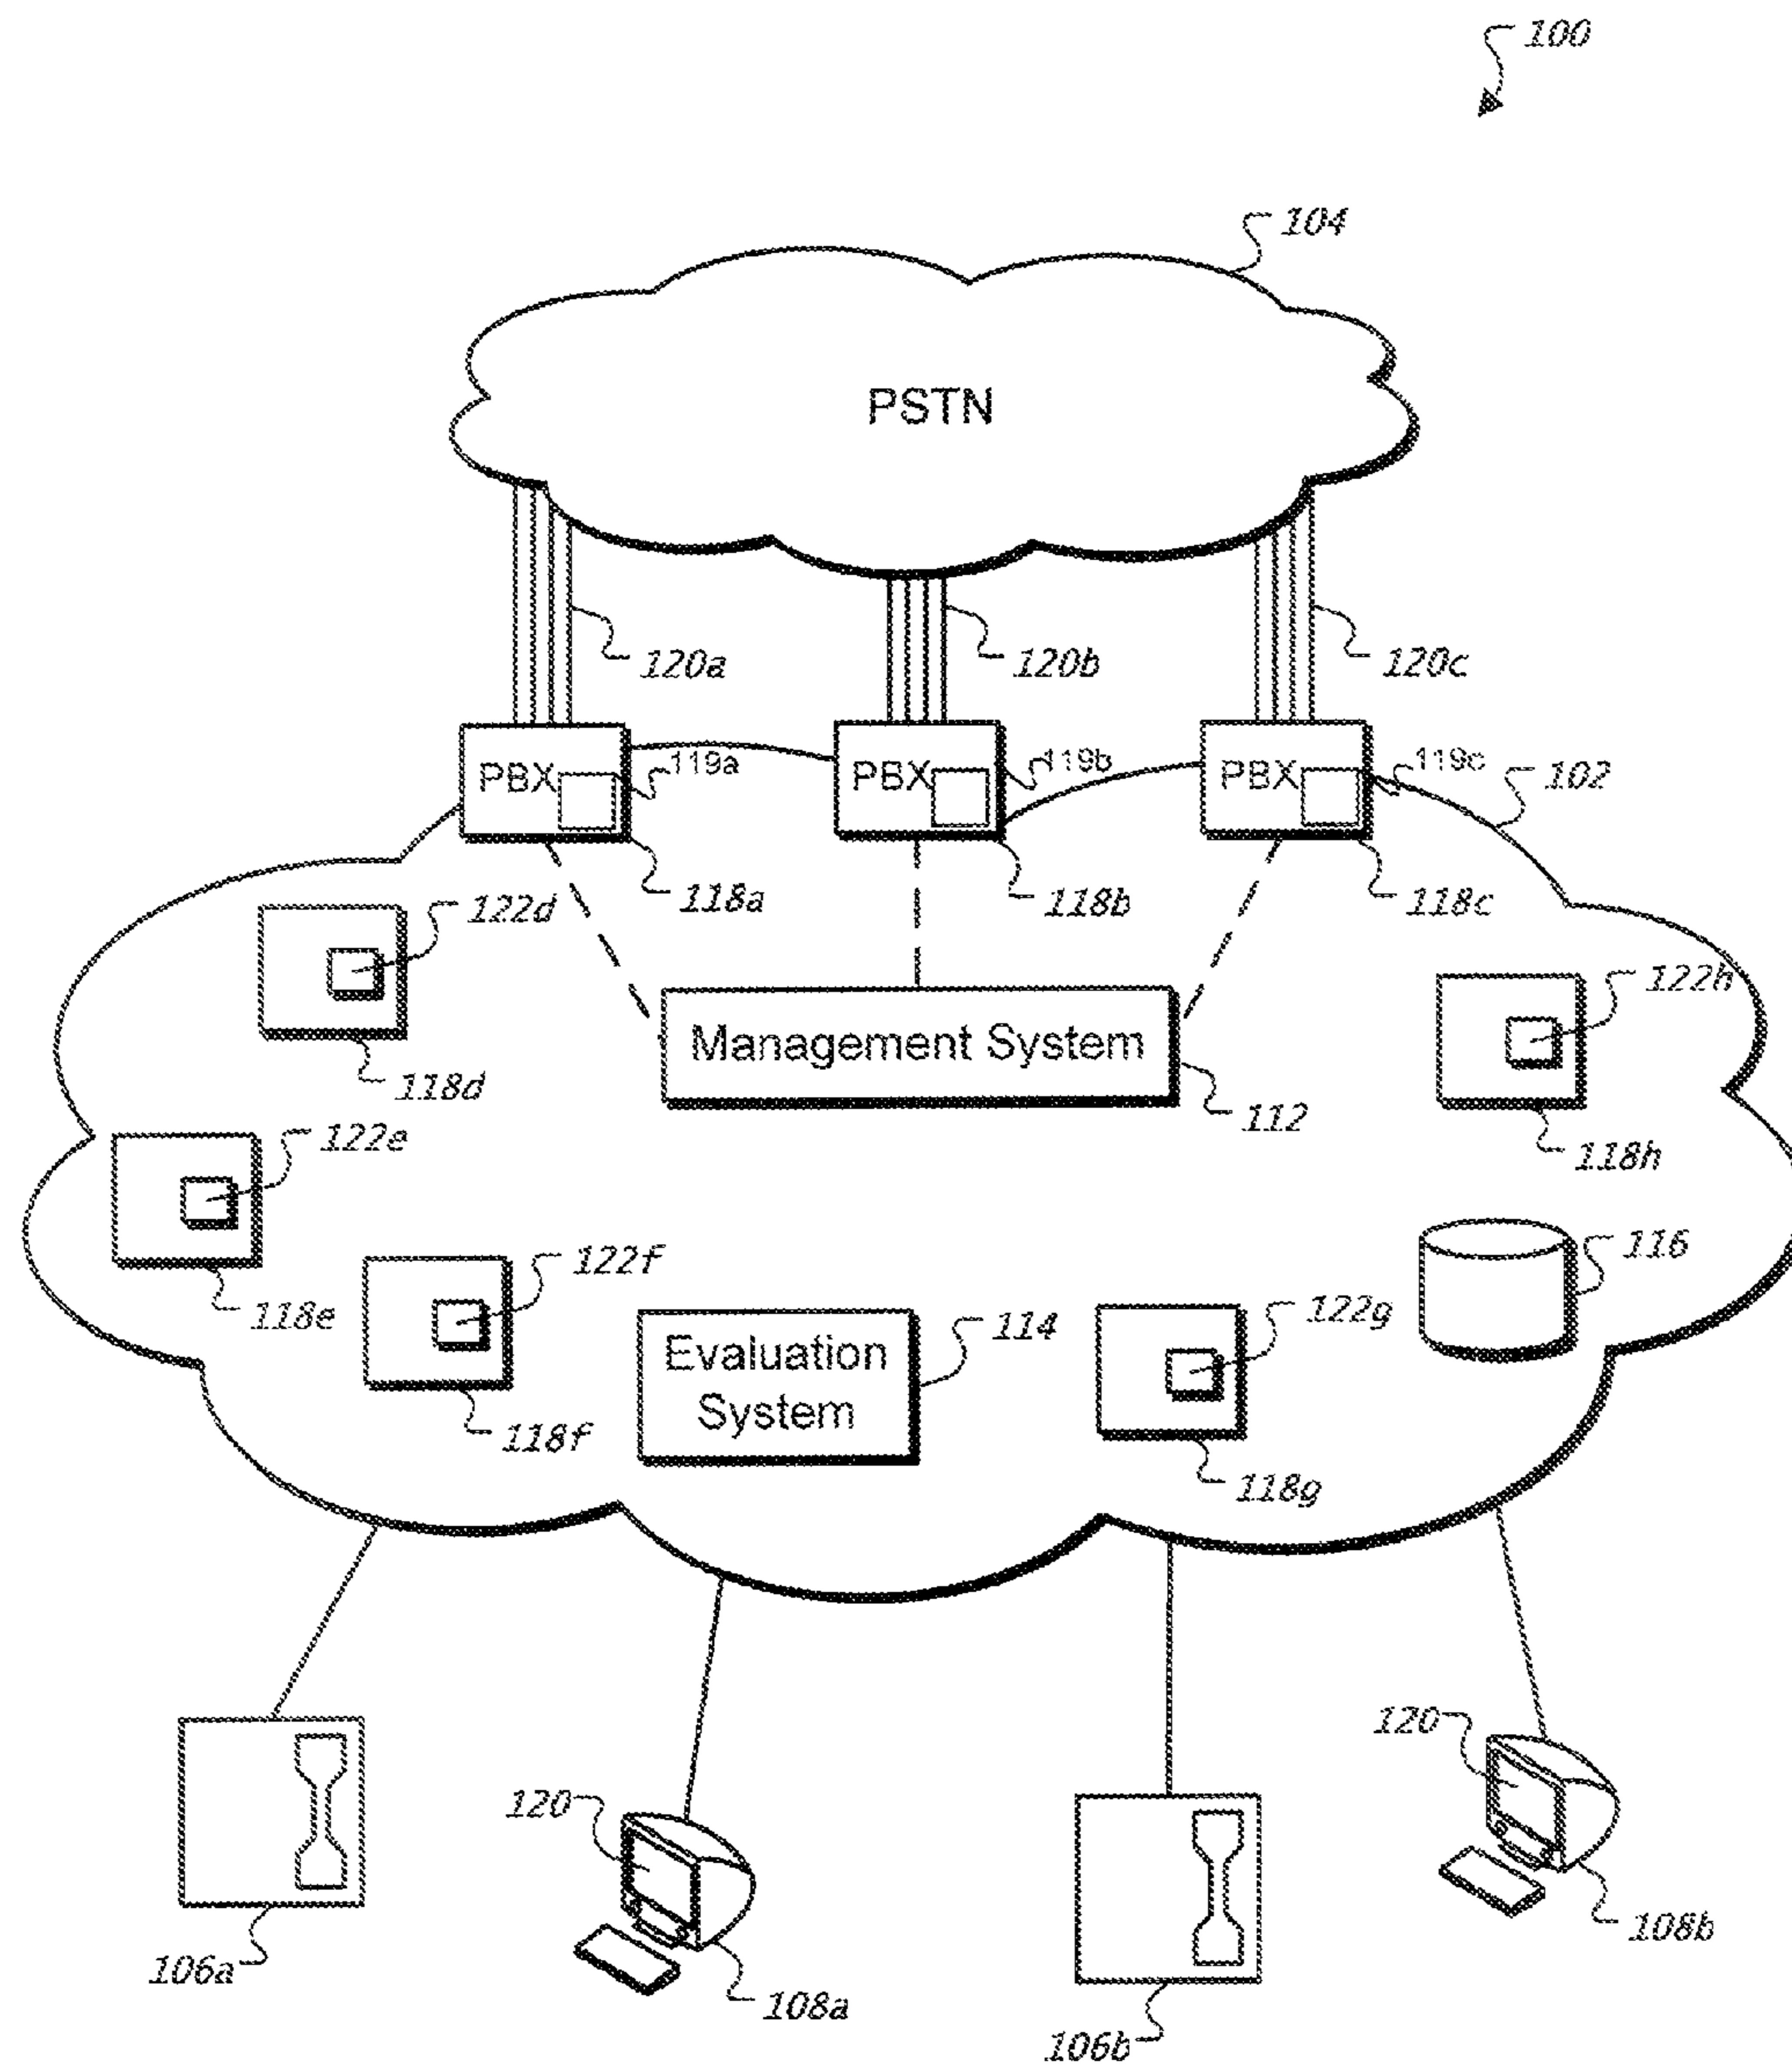 100
104
PSTN
120a
120b
120c
PBX
119a
PBX
119b
PBX
119c
102
118a
118b
118c
122d
118d
122h
118h
Management System
112
122e
118e
122f
118f
116
122g
118g
Evaluation
System
114
120
108b
120
108a
106a
106b